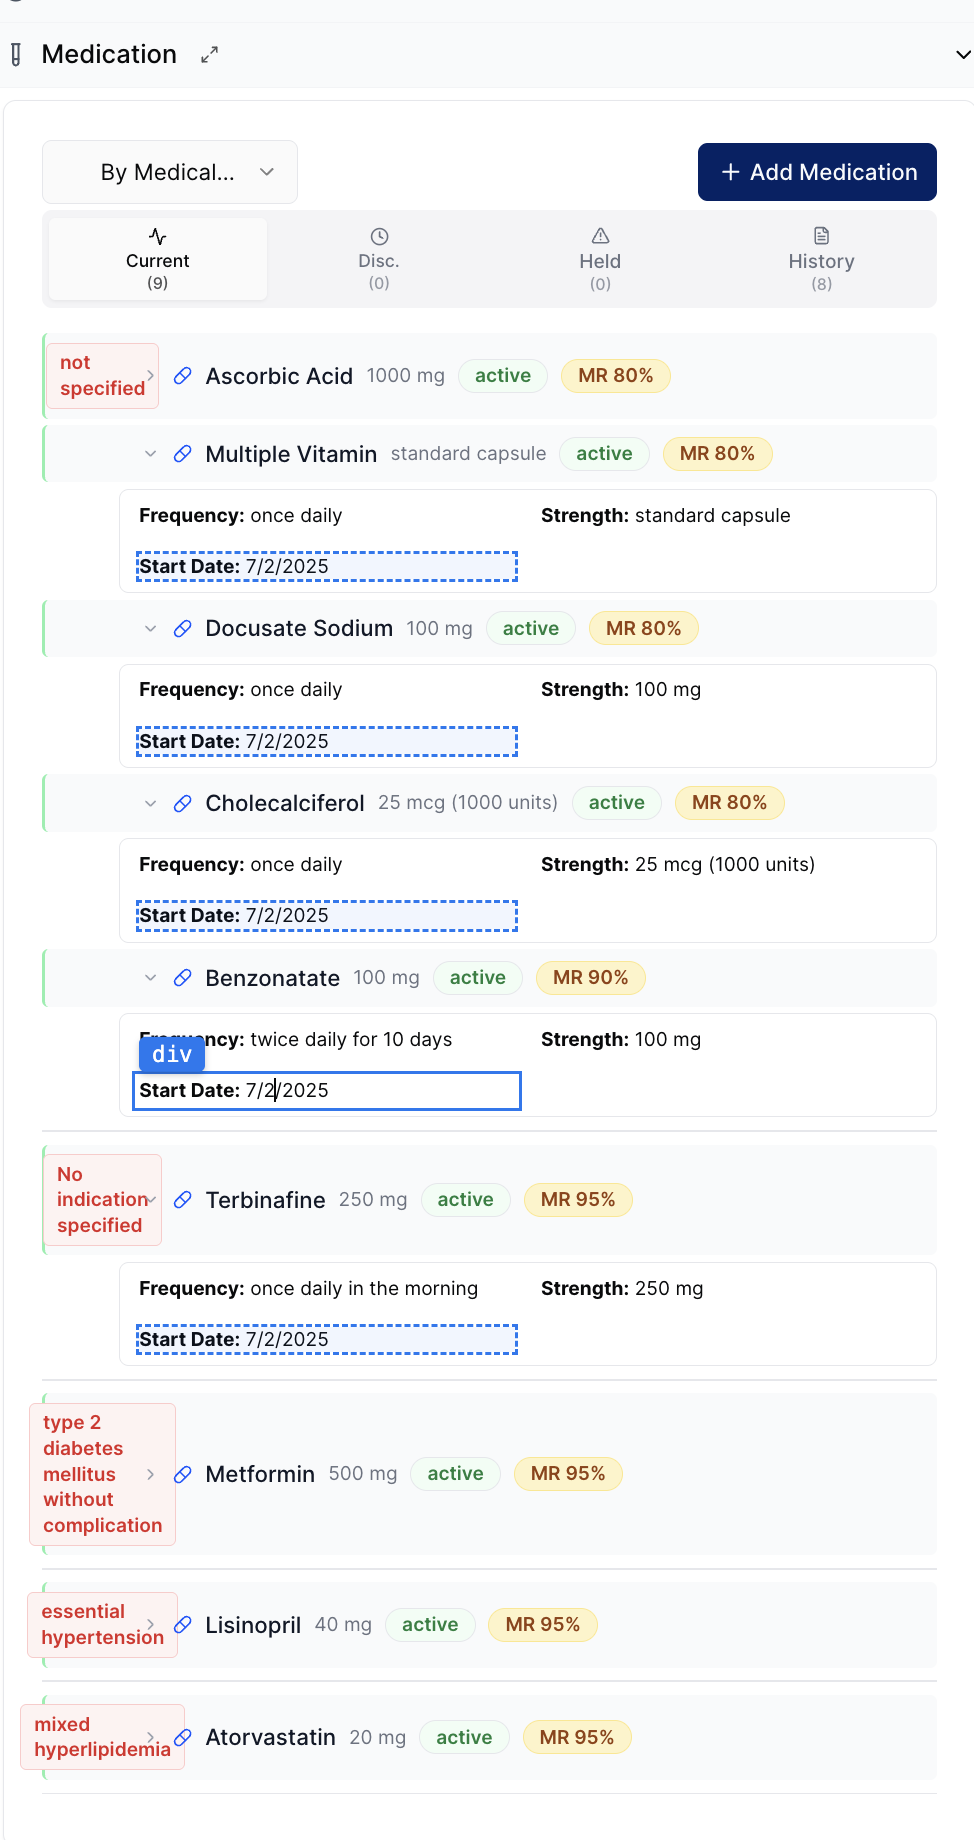 Medication
By Medical...
+ Add Medication
Current
(9)
Disc.
(0)
Held
(0)
History
(8)
not
specified
Ascorbic Acid 1000 mg active MR 80%
Multiple Vitamin standard capsule active MR 80%
Frequency: once daily Strength: standard capsule
Start Date: 7/2/2025
Docusate Sodium 100 mg active MR 80%
Frequency: once daily Strength: 100 mg
Start Date: 7/2/2025
Cholecalciferol 25 mcg (1000 units) active MR 80%
Frequency: once daily Strength: 25 mcg (1000 units)
Start Date: 7/2/2025
Benzonatate 100 mg active MR 90%
Frequency: twice daily for 10 days Strength: 100 mg
div
Start Date: 7/2/2025
No
indication
specified
Terbinafine 250 mg active MR 95%
Frequency: once daily in the morning Strength: 250 mg
Start Date: 7/2/2025
type 2
diabetes
mellitus
without
complication
Metformin 500 mg active MR 95%
essential
hypertension
Lisinopril 40 mg active MR 95%
mixed
hyperlipidemia
Atorvastatin 20 mg active MR 95%